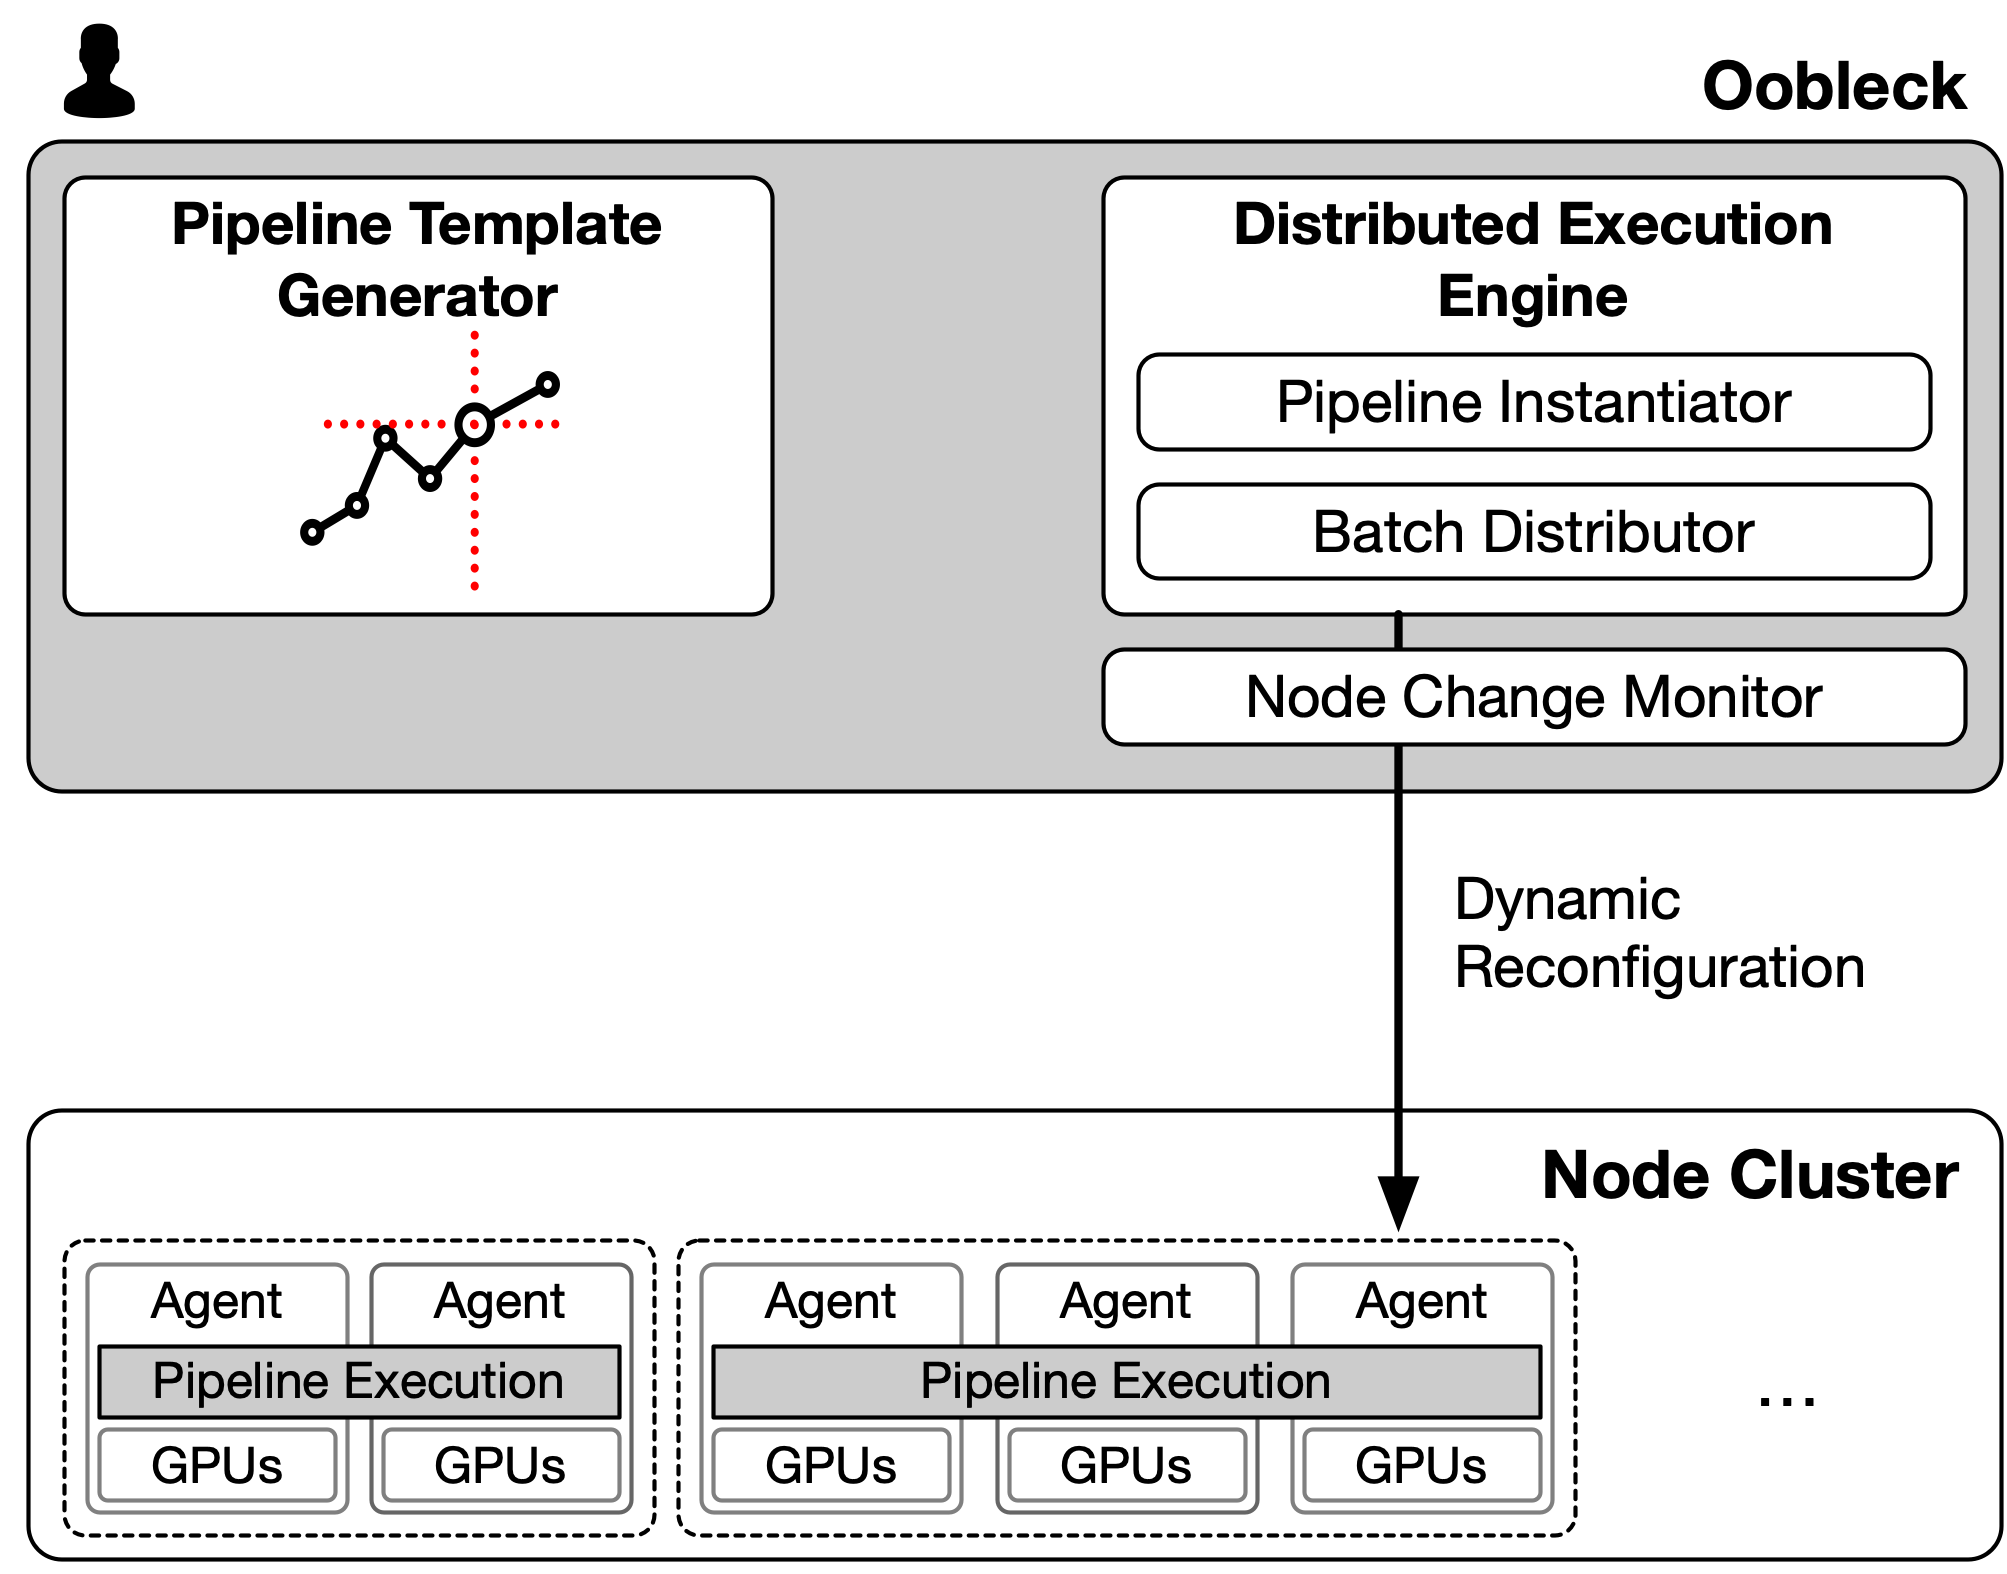 Oobleck
Pipeline Template
Generator
Distributed Execution
Engine
Pipeline Instantiator
Batch Distributor
Node Change Monitor
Dynamic
Reconfiguration
Node Cluster
Agent
Agent
Pipeline Execution
GPUs
GPUs
Agent
Agent
Agent
Pipeline Execution
GPUs
GPUs
GPUs
...